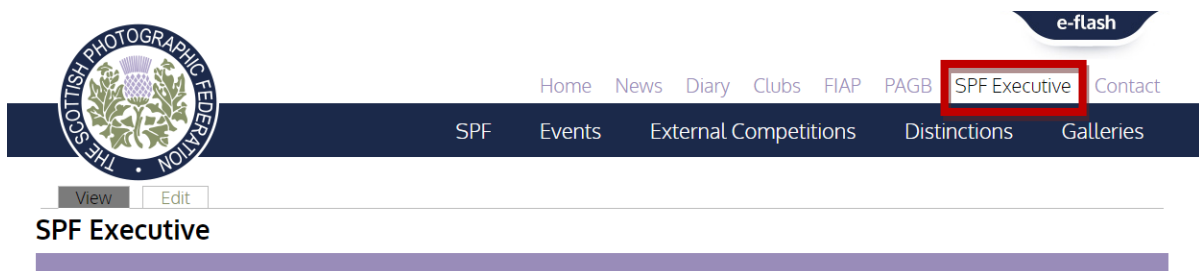 THE SCOTTISH PHOTOGRAPHIC FEDERATION
e-flash
Home News Diary Clubs FIAP PAGB SPF Executive Contact
SPF Events External Competitions Distinctions Galleries
View Edit
SPF Executive